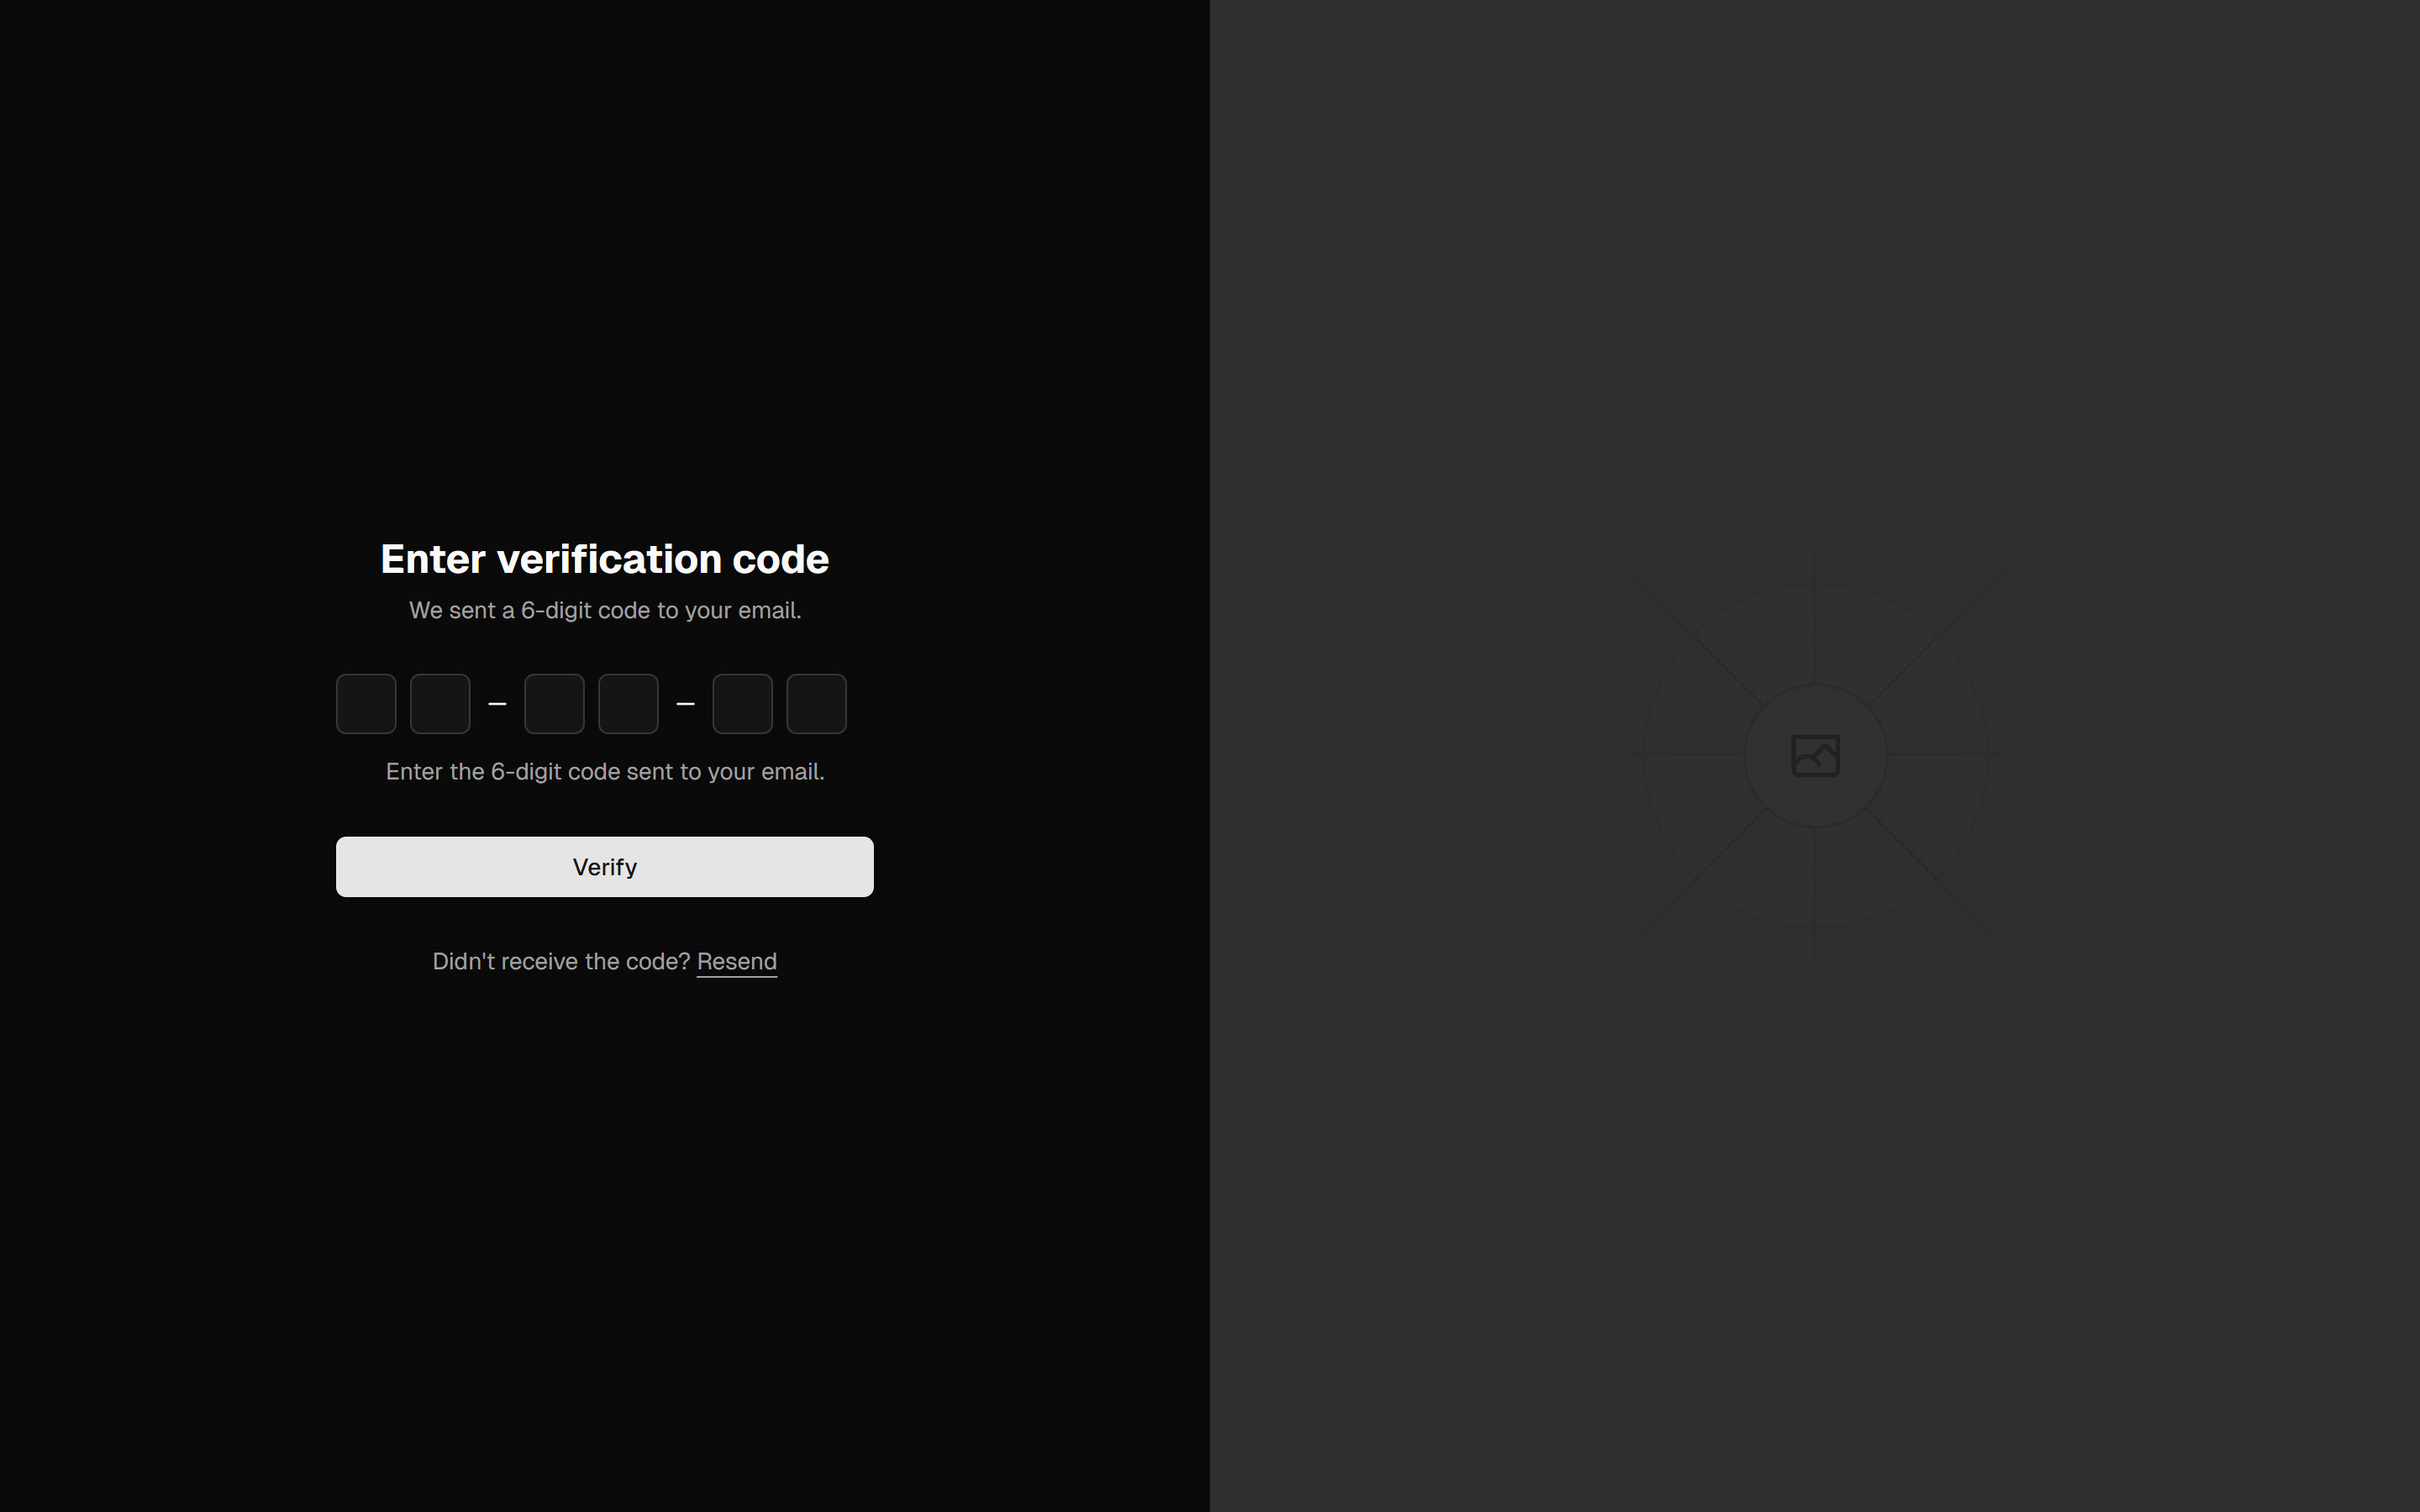 Enter verification code
We sent a 6-digit code to your email.
Enter the 6-digit code sent to your email.
Verify
Didn't receive the code? Resend